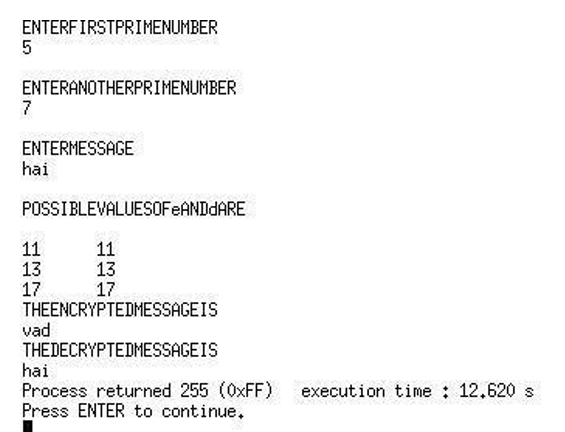 ENTERFIRSTPRIMENUMBER
5
ENTERANOTHERPRIMENUMBER
7
ENTERMESSAGE
hai
POSSIBLEVALUESOFeANDdARE
11 11
13 13
17 17
THEENCRYPTEDMESSAGEIS
vad
THEDECRYPTEDMESSAGEIS
hai
Process returned 255 (0xFF) execution time : 12.620 s
Press ENTER to continue.